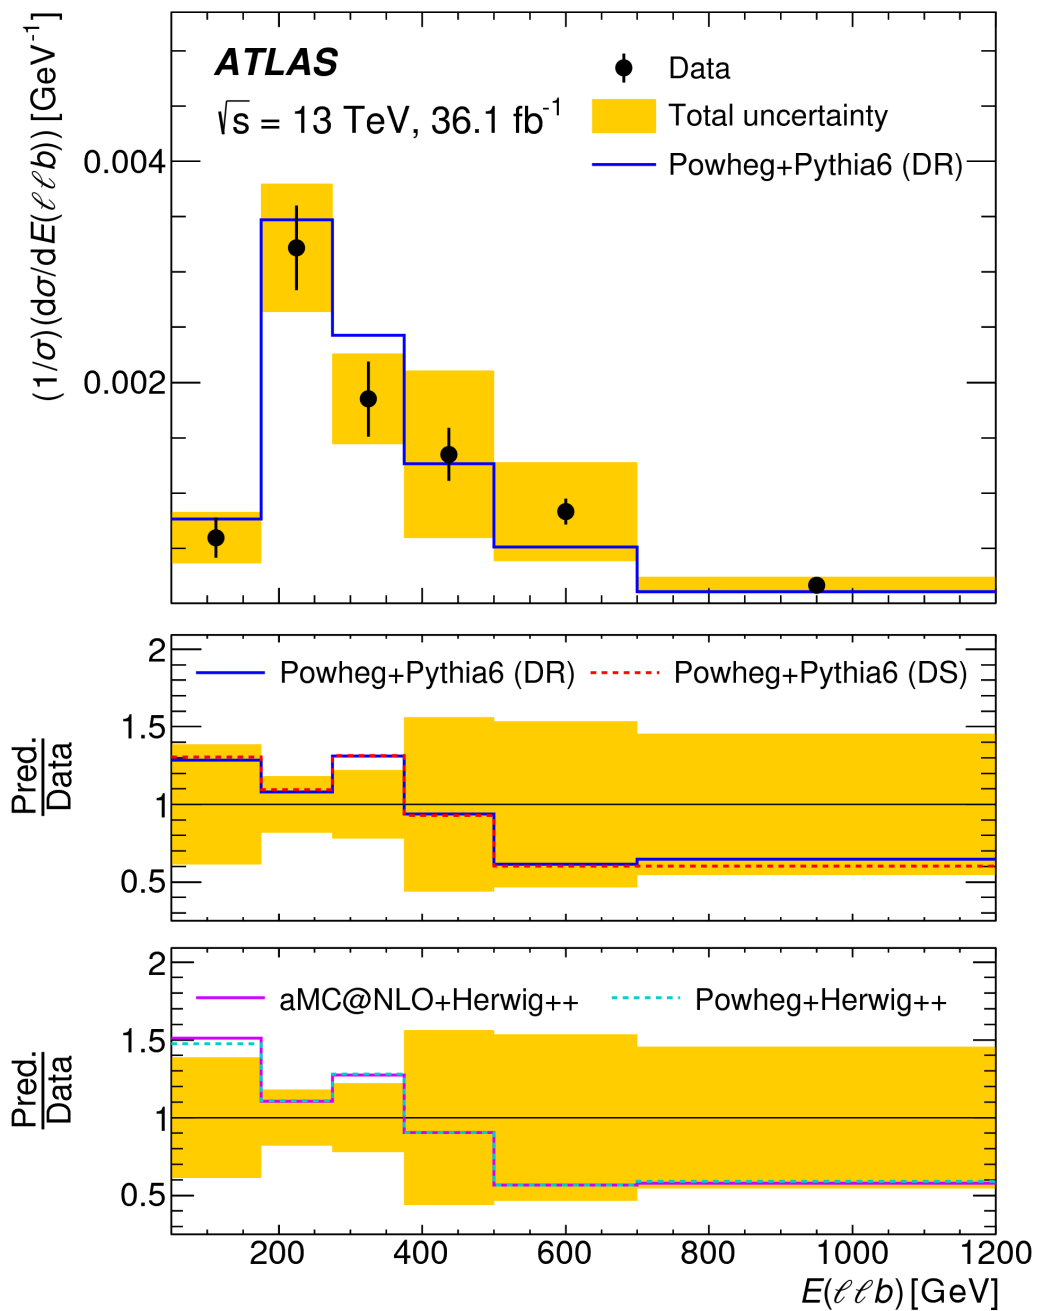 ATLAS
√s = 13 TeV, 36.1 fb⁻¹
Data
Total uncertainty
Powheg+Pythia6 (DR)
(1/σ)(dσ/dE(ℓℓb)) [GeV⁻¹]
0.004
0.002
Powheg+Pythia6 (DR)
Powheg+Pythia6 (DS)
Pred.
Data
2
1.5
1
0.5
aMC@NLO+Herwig++
Powheg+Herwig++
Pred.
Data
2
1.5
1
0.5
200 400 600 800 1000 1200
E(ℓℓb) [GeV]